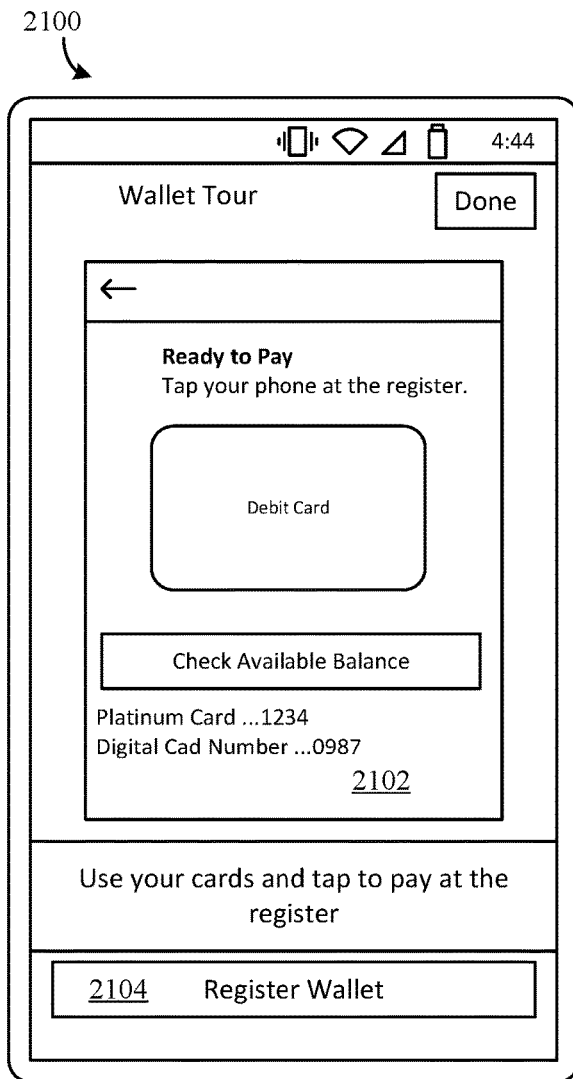 2100
4:44
Wallet Tour
Done
Ready to Pay
Tap your phone at the register.
Debit Card
Check Available Balance
Platinum Card ...1234
Digital Cad Number ...0987
2102
Use your cards and tap to pay at the
register
2104 Register Wallet